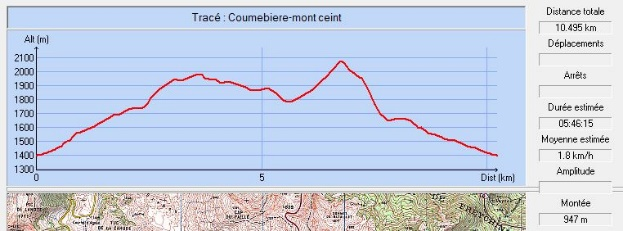 Tracé : Coumebiere-mont ceint
Alt (m)
2100
2000
1900
1800
1700
1600
1500
1400
1300
0
5
Dist (km)
Distance totale
10.495 km
Déplacements
Arrêts
Durée estimée
05:46:15
Moyenne estimée
1.8 km/h
Amplitude
Montée
947 m